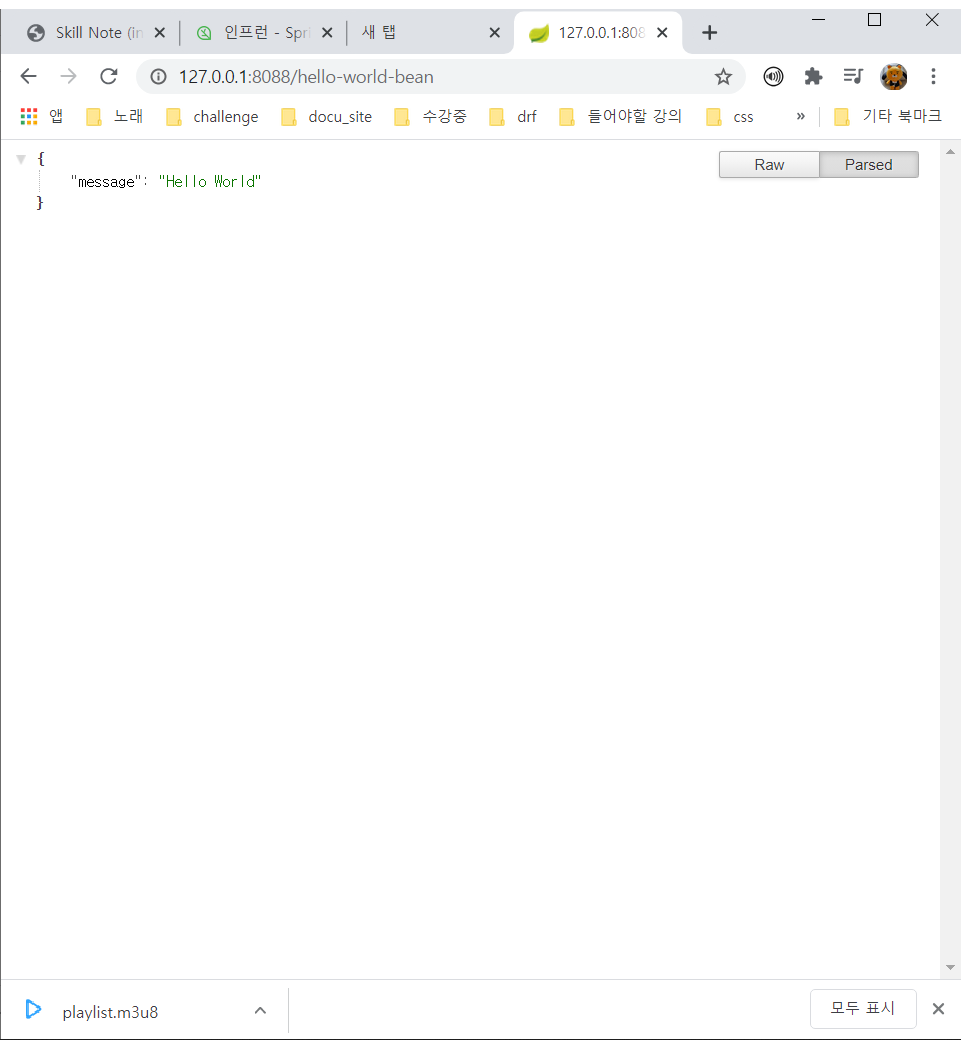 Skill Note (in
인프런 - Spri
새 탭
127.0.0.1:808
127.0.0.1:8088/hello-world-bean
앱 노래 challenge docu_site 수강중 drf 들어야할 강의 css » 기타 북마크
{
Raw Parsed
"message": "Hello World"
}
playlist.m3u8
모두 표시